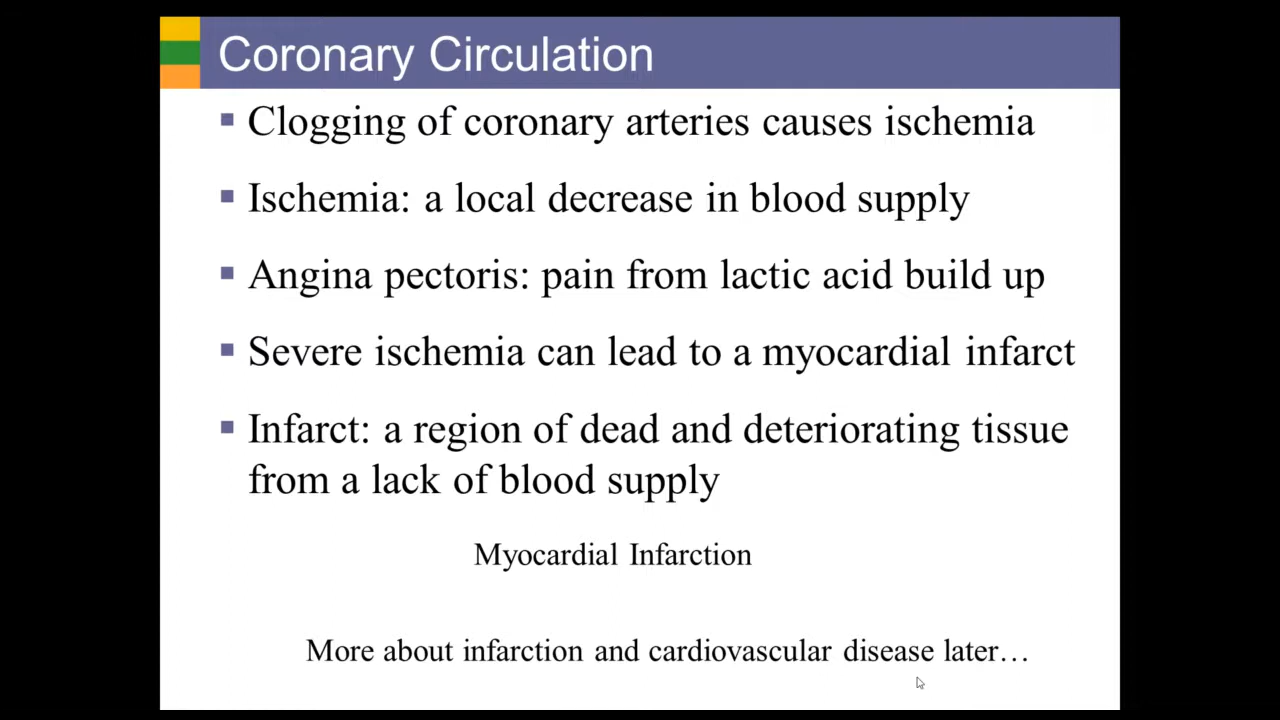 Coronary Circulation
▪ Clogging of coronary arteries causes ischemia
▪ Ischemia: a local decrease in blood supply
▪ Angina pectoris: pain from lactic acid build up
▪ Severe ischemia can lead to a myocardial infarct
▪ Infarct: a region of dead and deteriorating tissue
from a lack of blood supply
Myocardial Infarction
More about infarction and cardiovascular disease later…